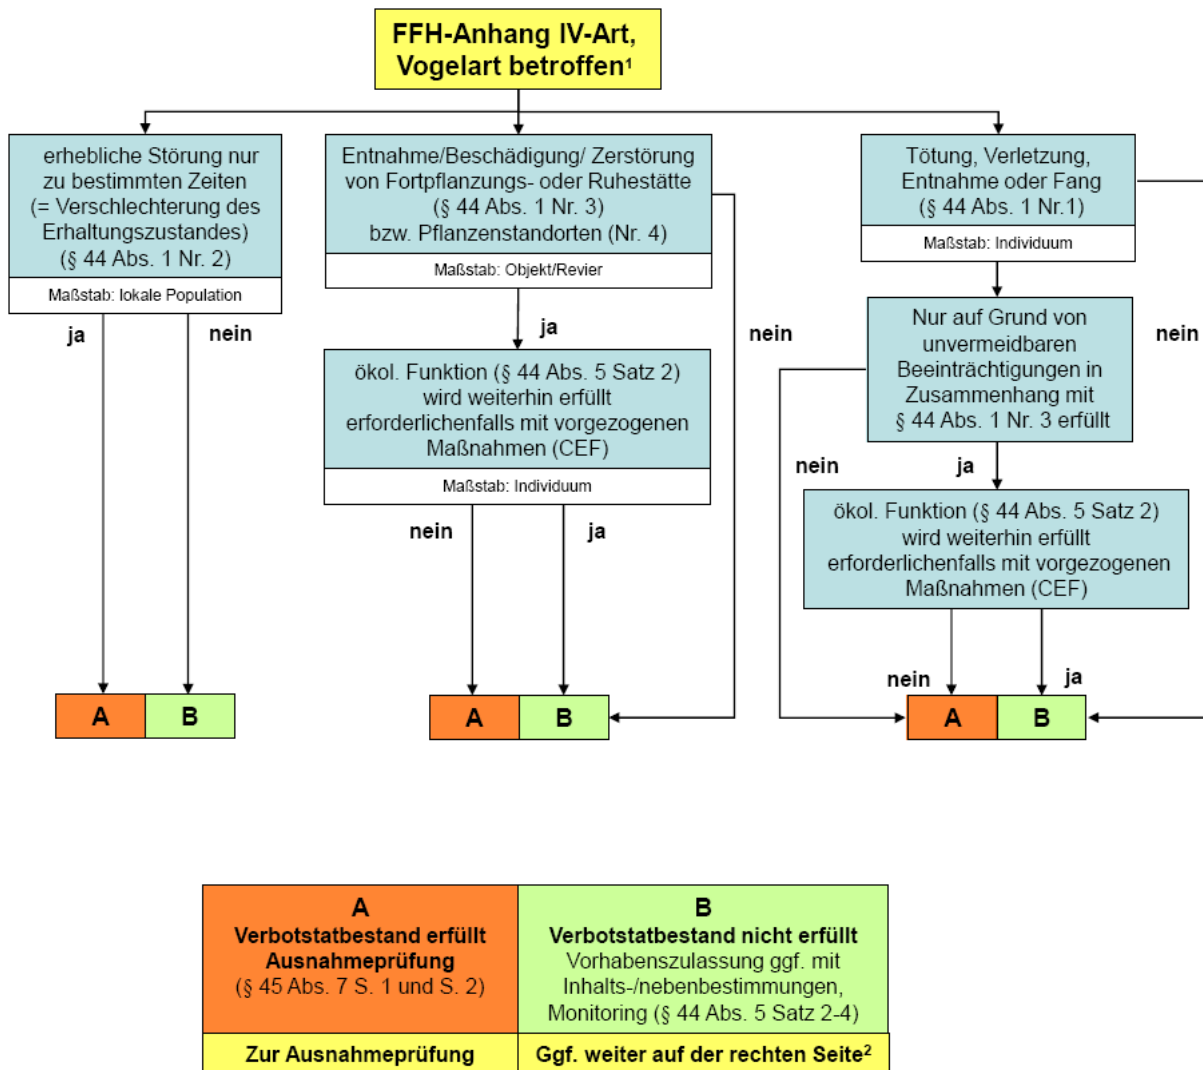 FFH-Anhang IV-Art,
Vogelart betroffen¹
erhebliche Störung nur
zu bestimmten Zeiten
(= Verschlechterung des
Erhaltungszustandes)
(§ 44 Abs. 1 Nr. 2)
Maßstab: lokale Population
ja
nein
Entnahme/Beschädigung/ Zerstörung
von Fortpflanzungs- oder Ruhestätte
(§ 44 Abs. 1 Nr. 3)
bzw. Pflanzenstandorten (Nr. 4)
Maßstab: Objekt/Revier
ja
nein
ökol. Funktion (§ 44 Abs. 5 Satz 2)
wird weiterhin erfüllt
erforderlichenfalls mit vorgezogenen
Maßnahmen (CEF)
Maßstab: Individuum
nein
ja
Tötung, Verletzung,
Entnahme oder Fang
(§ 44 Abs. 1 Nr.1)
Maßstab: Individuum
nein
Nur auf Grund von
unvermeidbaren
Beeinträchtigungen in
Zusammenhang mit
§ 44 Abs. 1 Nr. 3 erfüllt
nein
ja
ökol. Funktion (§ 44 Abs. 5 Satz 2)
wird weiterhin erfüllt
erforderlichenfalls mit vorgezogenen
Maßnahmen (CEF)
nein
ja
A B
A B
A B
A
Verbotstatbestand erfüllt
Ausnahmeprüfung
(§ 45 Abs. 7 S. 1 und S. 2)
Zur Ausnahmeprüfung
B
Verbotstatbestand nicht erfüllt
Vorhabenszulassung ggf. mit
Inhalts-/nebenbestimmungen,
Monitoring (§ 44 Abs. 5 Satz 2-4)
Ggf. weiter auf der rechten Seite²